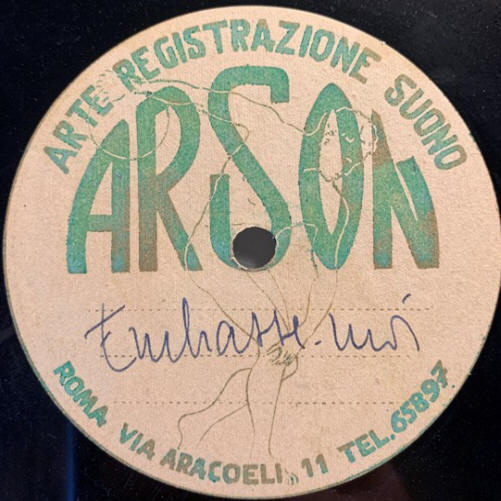 ARTE REGISTRAZIONE SUONO
ARSON
Embrasse-moi
ROMA VIA ARACOELI, 11 TEL. 65897